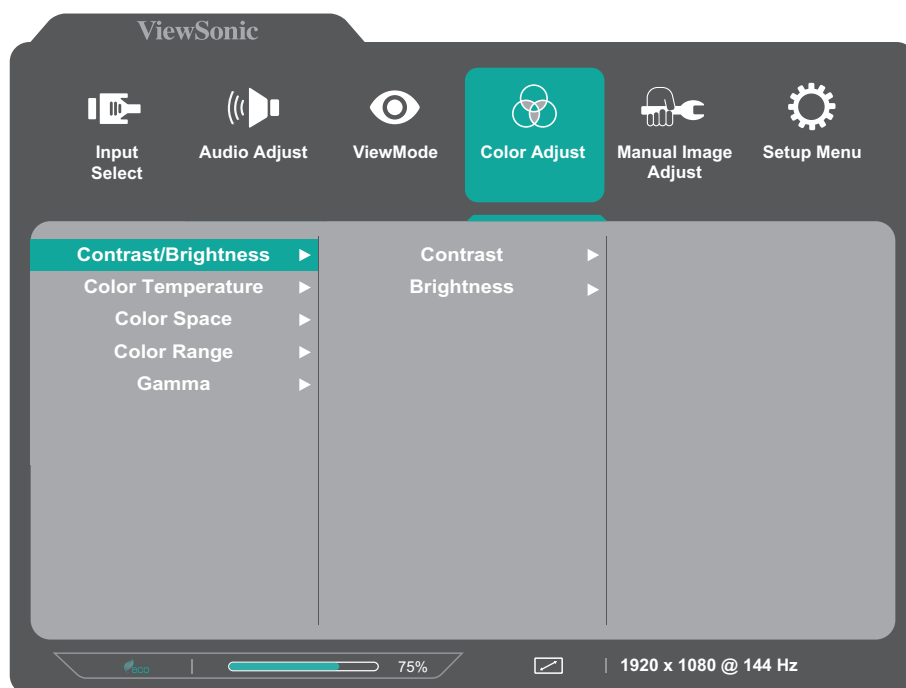 ViewSonic
Input
Select
Audio Adjust
ViewMode
Color Adjust
Manual Image
Adjust
Setup Menu
Contrast/Brightness
Color Temperature
Color Space
Color Range
Gamma
Contrast
Brightness
eco
75%
1920 x 1080 @ 144 Hz